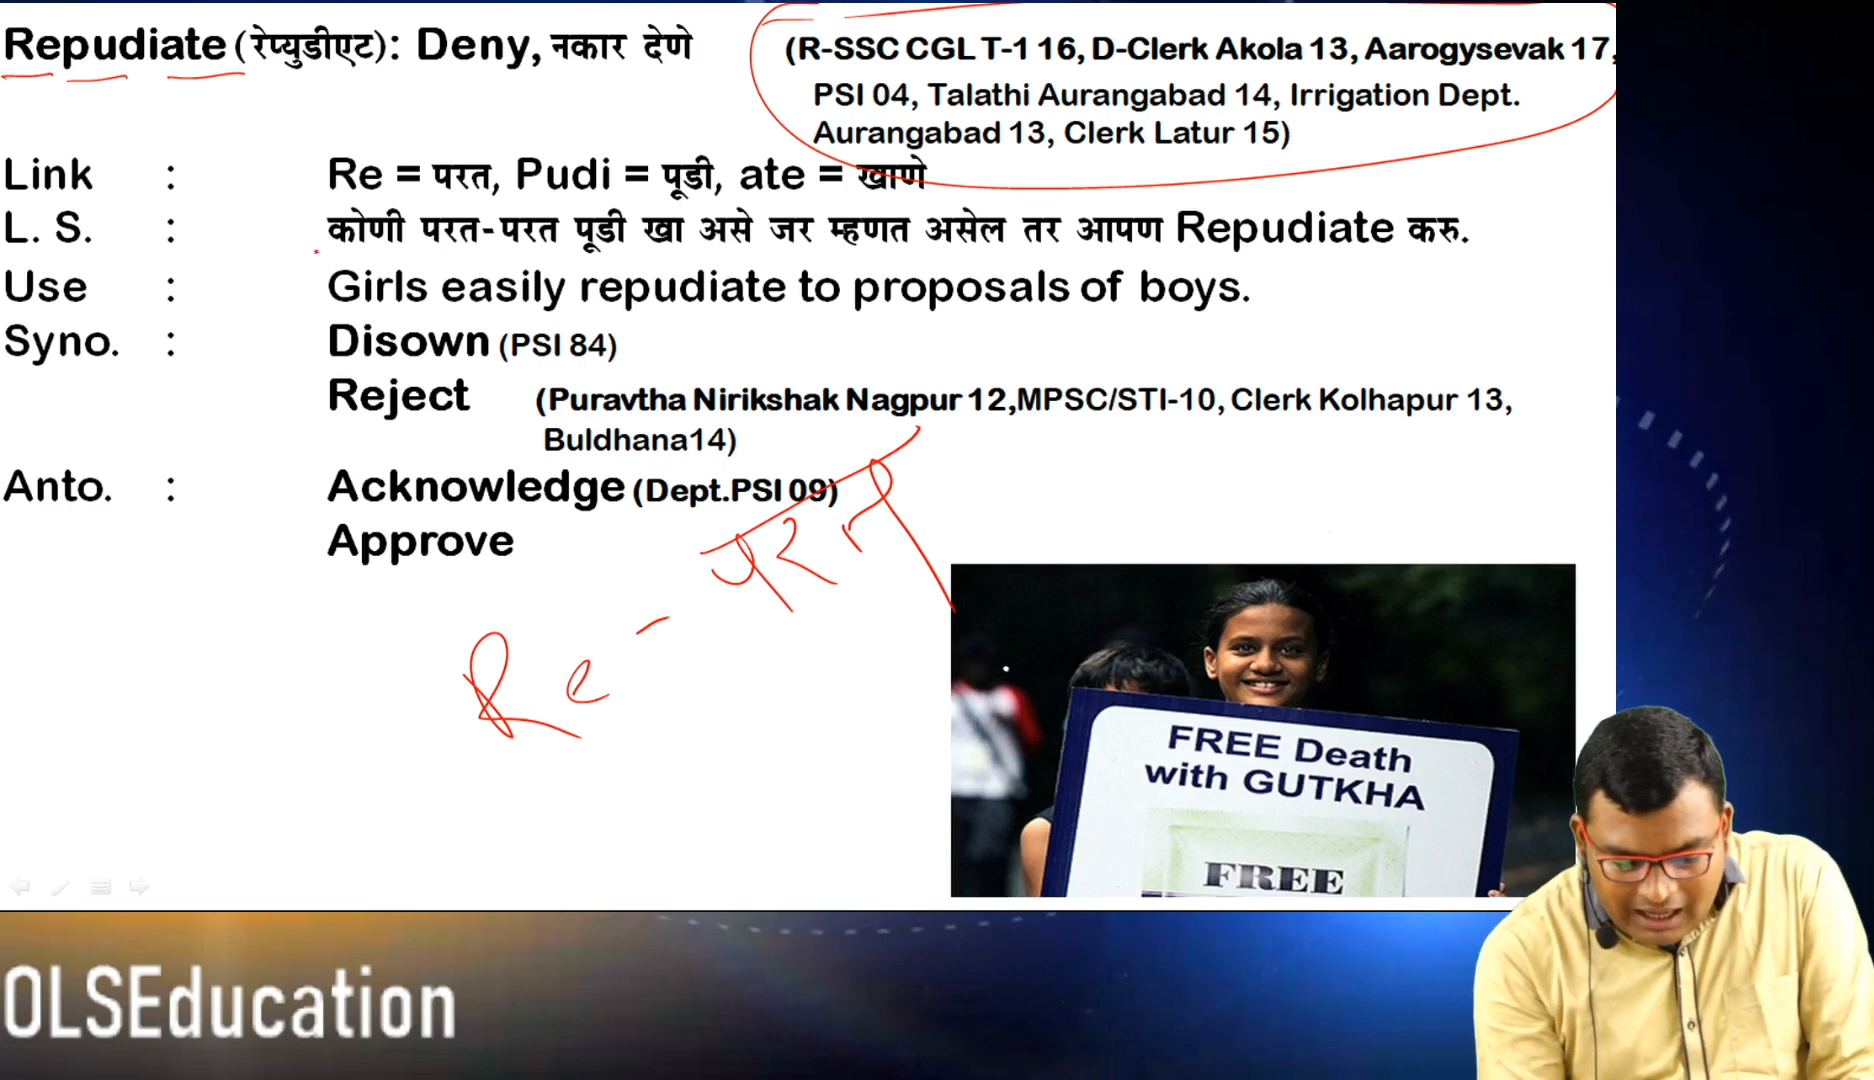 Repudiate (रेप्युडीएट): Deny, नकार देणे
(R-SSC CGL T-1 16, D-Clerk Akola 13, Aarogysevak 17,
PSI 04, Talathi Aurangabad 14, Irrigation Dept.
Aurangabad 13, Clerk Latur 15)
Link : Re = परत, Pudi = पूडी, ate = खाणे
L. S. : कोणी परत-परत पूडी खा असे जर म्हणत असेल तर आपण Repudiate करु.
Use : Girls easily repudiate to proposals of boys.
Syno. : Disown (PSI 84)
Reject (Puravtha Nirikshak Nagpur 12,MPSC/STI-10, Clerk Kolhapur 13,
Buldhana14)
Anto. : Acknowledge (Dept.PSI 09)
Approve
Re - परत
FREE Death
with GUTKHA
FREE
OLSEducation